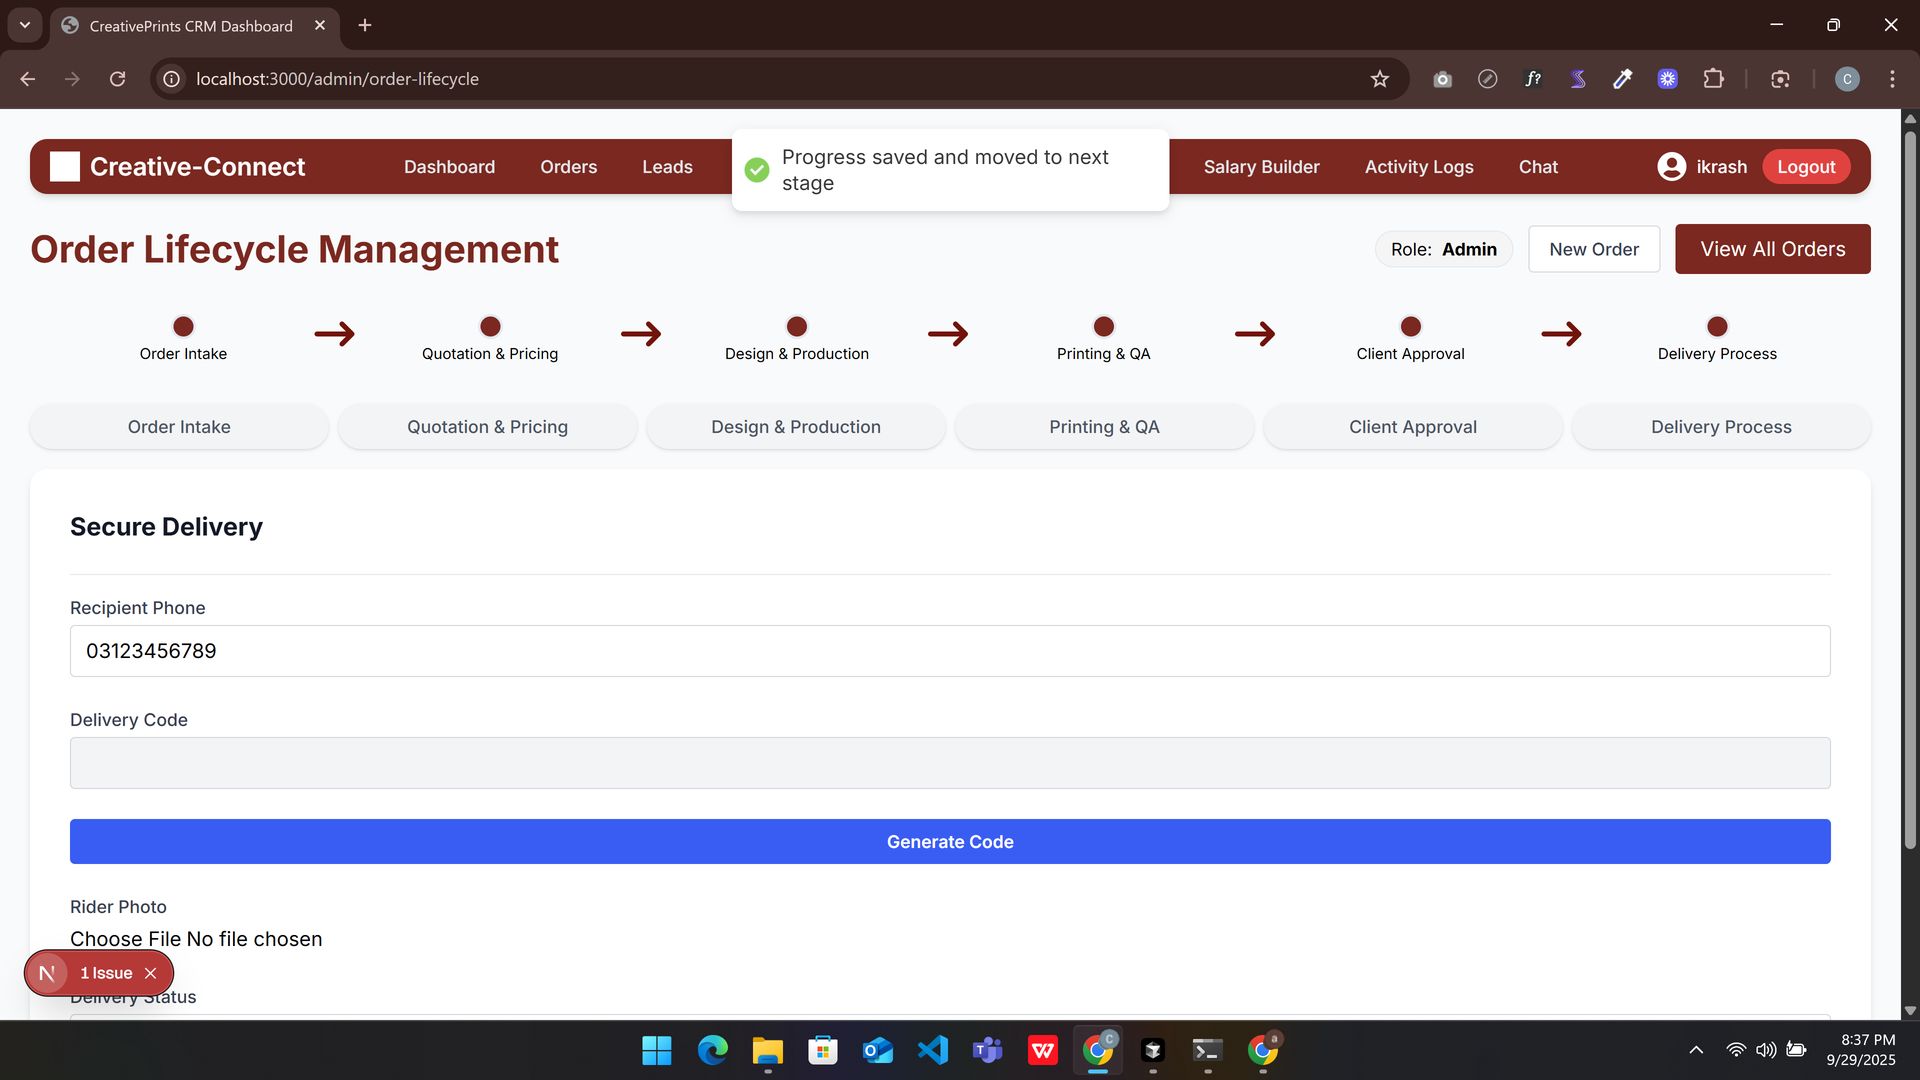 CreativePrints CRM Dashboard
localhost:3000/admin/order-lifecycle
f?
C
Creative-Connect
Dashboard
Orders
Leads
Progress saved and moved to next
stage
Salary Builder
Activity Logs
Chat
ikrash
Logout
Order Lifecycle Management
Role: Admin
New Order
View All Orders
Order Intake
Quotation & Pricing
Design & Production
Printing & QA
Client Approval
Delivery Process
Order Intake
Quotation & Pricing
Design & Production
Printing & QA
Client Approval
Delivery Process
Secure Delivery
Recipient Phone
03123456789
Delivery Code
Generate Code
Rider Photo
Choose File No file chosen
N
1 Issue
Delivery Status
C
a
8:37 PM
9/29/2025